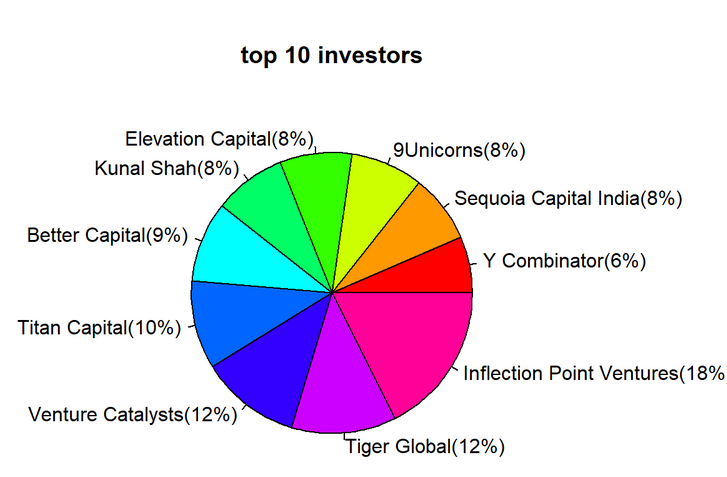 top 10 investors
Elevation Capital(8%)
9Unicorns(8%)
Kunal Shah(8%)
Sequoia Capital India(8%)
Better Capital(9%)
Y Combinator(6%)
Titan Capital(10%)
Inflection Point Ventures(18%
Venture Catalysts(12%)
Tiger Global(12%)